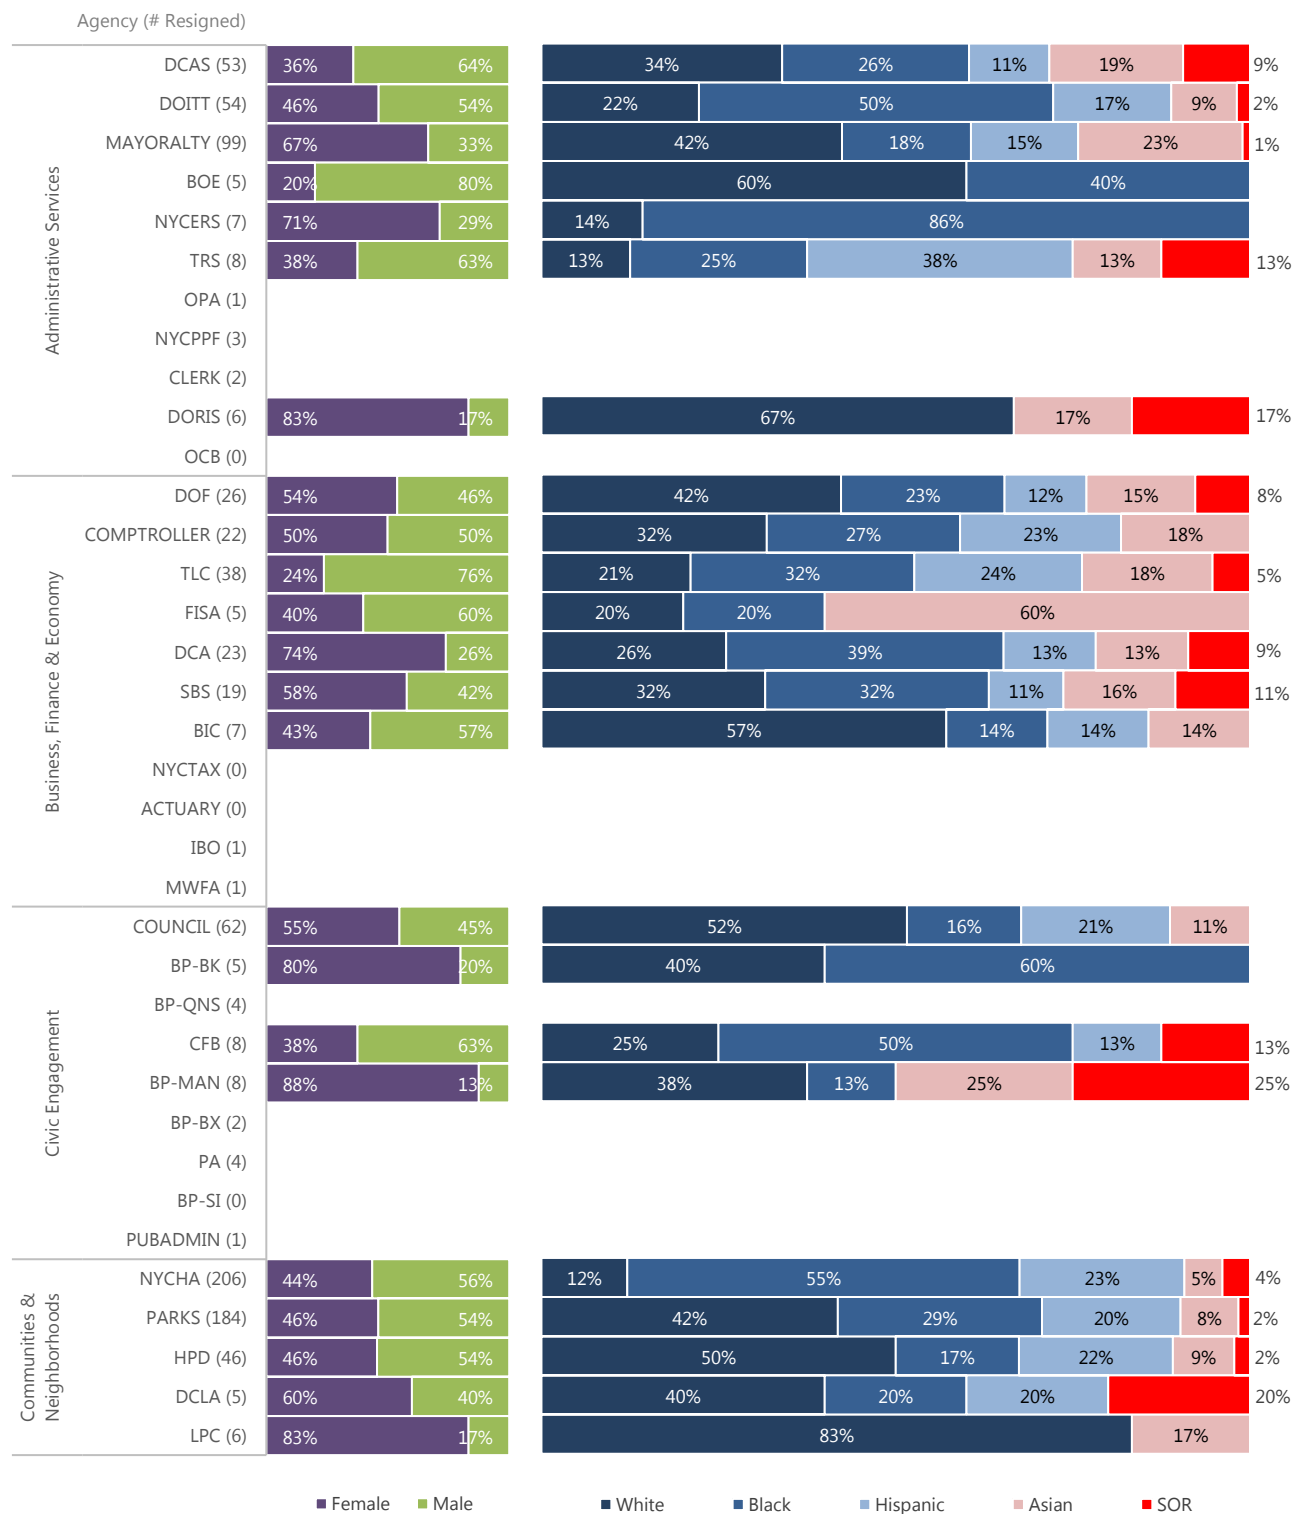 Agency (# Resigned)
Administrative Services
DCAS (53) 36% 64% 34% 26% 11% 19% 9%
DOITT (54) 46% 54% 22% 50% 17% 9% 2%
MAYORALTY (99) 67% 33% 42% 18% 15% 23% 1%
BOE (5) 20% 80% 60% 40%
NYCERS (7) 71% 29% 14% 86%
TRS (8) 38% 63% 13% 25% 38% 13% 13%
OPA (1)
NYCPPF (3)
CLERK (2)
DORIS (6) 83% 17% 67% 17% 17%
OCB (0)
Business, Finance & Economy
DOF (26) 54% 46% 42% 23% 12% 15% 8%
COMPTROLLER (22) 50% 50% 32% 27% 23% 18%
TLC (38) 24% 76% 21% 32% 24% 18% 5%
FISA (5) 40% 60% 20% 20% 60%
DCA (23) 74% 26% 26% 39% 13% 13% 9%
SBS (19) 58% 42% 32% 32% 11% 16% 11%
BIC (7) 43% 57% 57% 14% 14% 14%
NYCTAX (0)
ACTUARY (0)
IBO (1)
MWFA (1)
Civic Engagement
COUNCIL (62) 55% 45% 52% 16% 21% 11%
BP-BK (5) 80% 20% 40% 60%
BP-QNS (4)
CFB (8) 38% 63% 25% 50% 13% 13%
BP-MAN (8) 88% 13% 38% 13% 25% 25%
BP-BX (2)
PA (4)
BP-SI (0)
PUBADMIN (1)
Communities &
Neighborhoods
NYCHA (206) 44% 56% 12% 55% 23% 5% 4%
PARKS (184) 46% 54% 42% 29% 20% 8% 2%
HPD (46) 46% 54% 50% 17% 22% 9% 2%
DCLA (5) 60% 40% 40% 20% 20% 20%
LPC (6) 83% 17% 83% 17%
Female Male White Black Hispanic Asian SOR